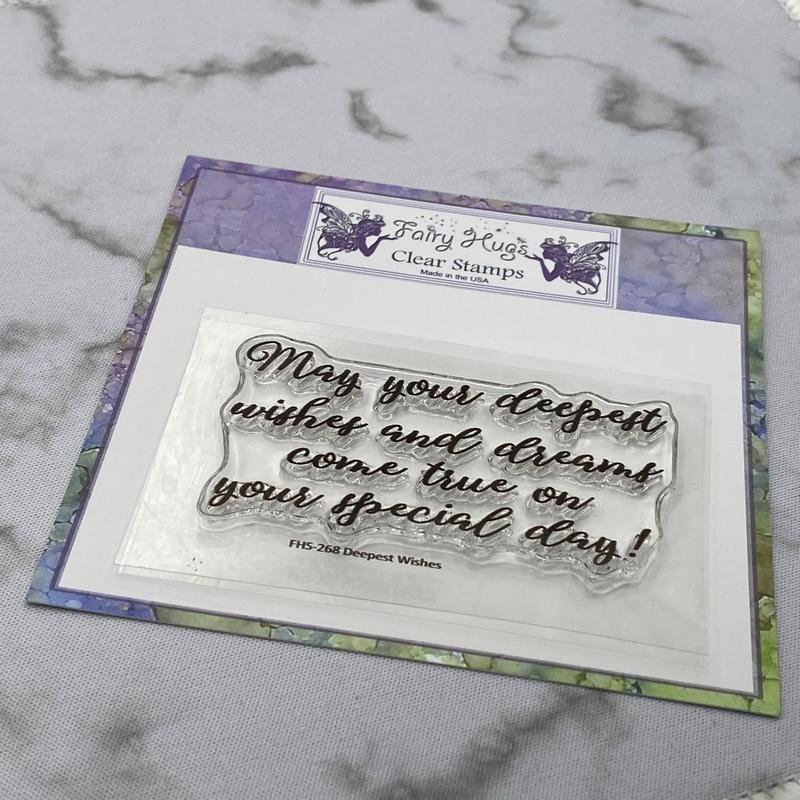 Fairy Hugs
Clear Stamps
Made in the USA
May your deepest
wishes and dreams
come true on
your special day!
FHS-268 Deepest Wishes